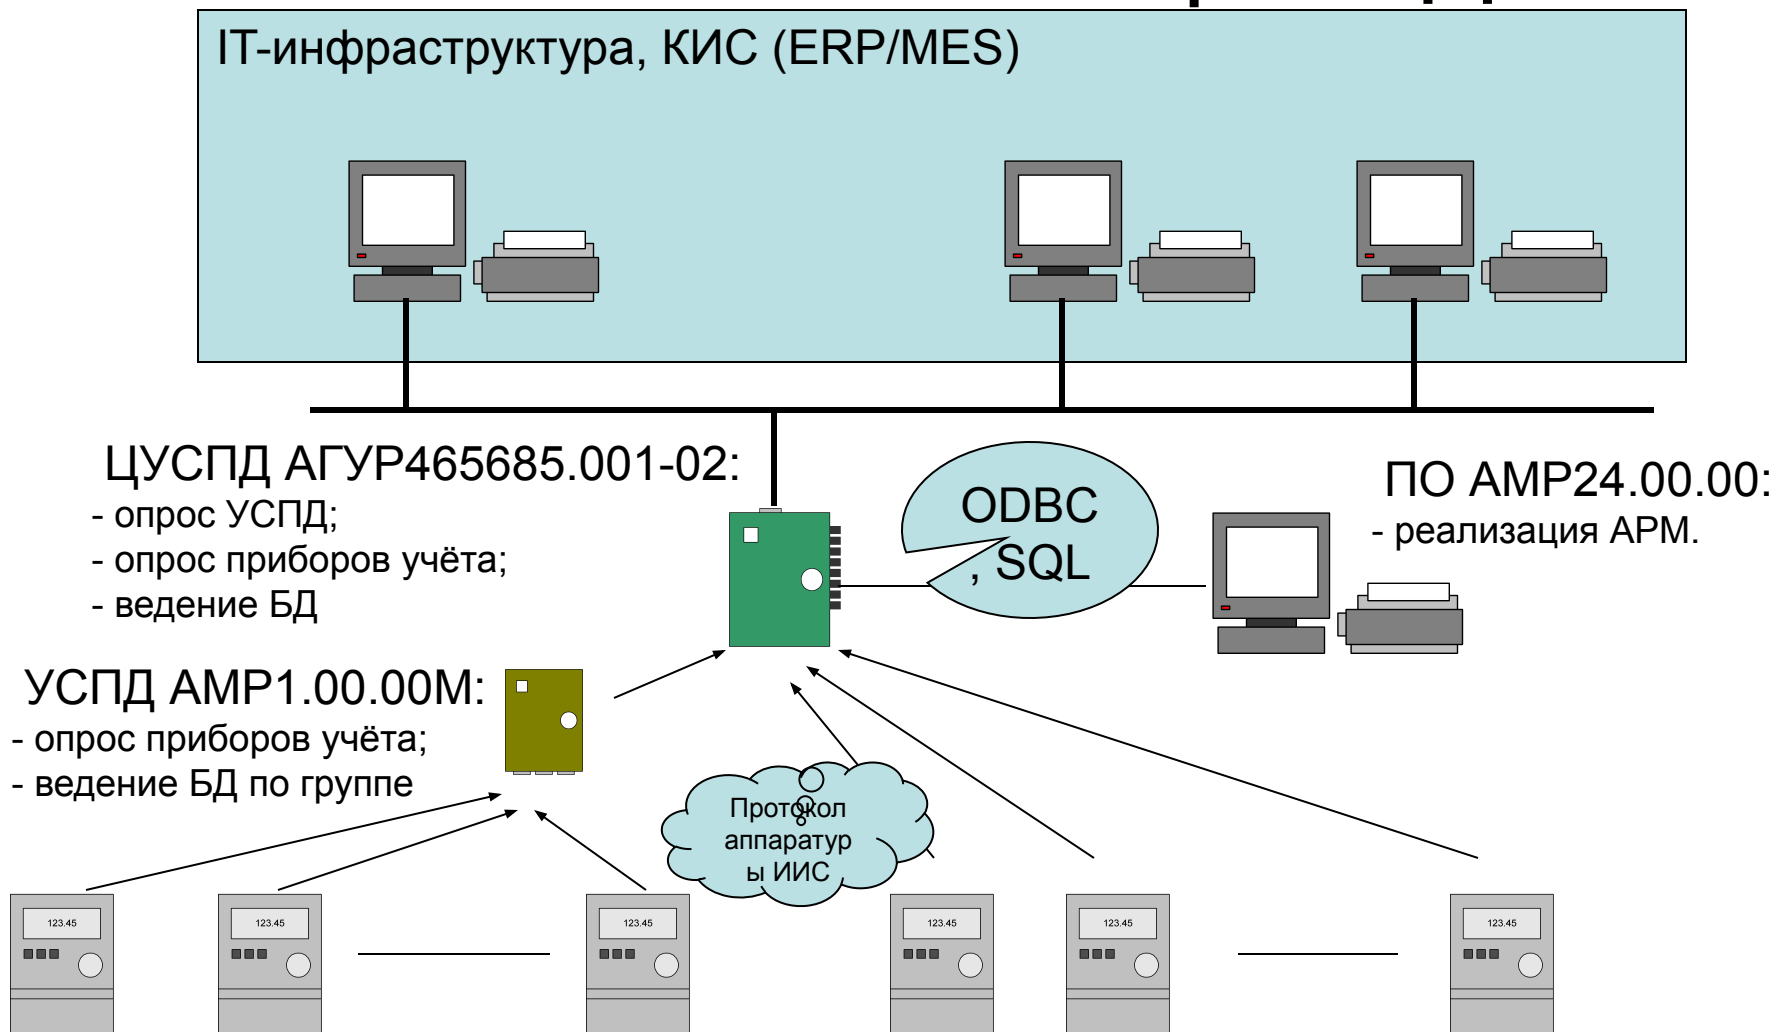 IT-инфраструктура, КИС (ERP/MES)
ЦУСПД АГУР465685.001-02:
- опрос УСПД;
- опрос приборов учёта;
- ведение БД
ODBC
, SQL
ПО АМР24.00.00:
- реализация АРМ.
УСПД АМР1.00.00М:
- опрос приборов учёта;
- ведение БД по группе
Протокол
аппаратур
ы ИИС
123.45
123.45
123.45
123.45
123.45
123.45